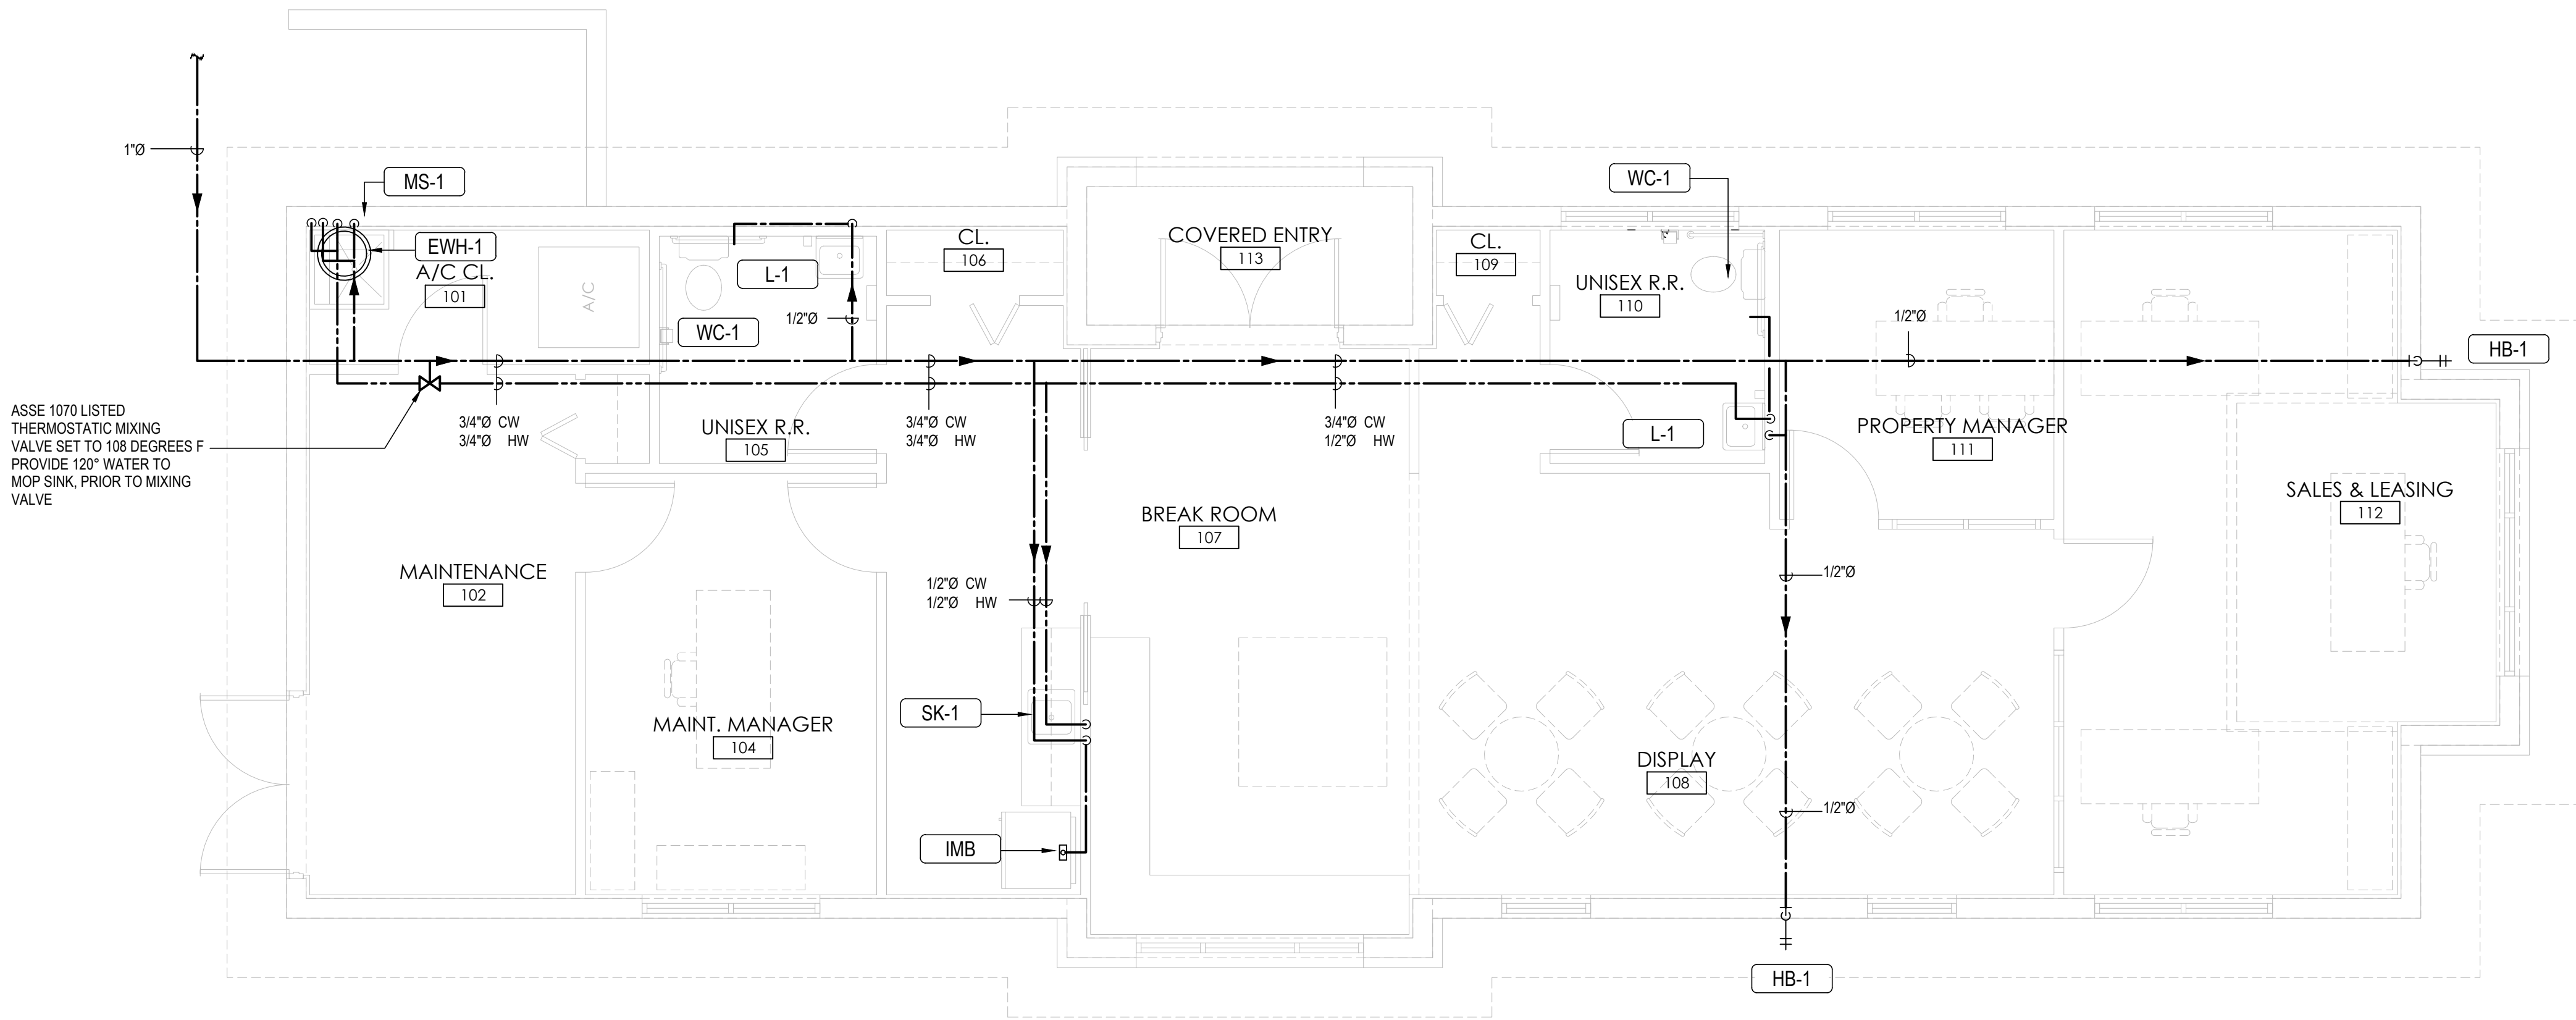 1"Ø
MS-1
EWH-1
A/C CL.
101
A/C
L-1
WC-1
1/2"Ø
CL.
106
COVERED ENTRY
113
CL.
109
WC-1
UNISEX R.R.
110
1/2"Ø
HB-1
ASSE 1070 LISTED
THERMOSTATIC MIXING
VALVE SET TO 108 DEGREES F
PROVIDE 120° WATER TO
MOP SINK, PRIOR TO MIXING
VALVE
3/4"Ø CW
3/4"Ø HW
UNISEX R.R.
105
3/4"Ø CW
3/4"Ø HW
3/4"Ø CW
1/2"Ø HW
L-1
PROPERTY MANAGER
111
SALES & LEASING
112
BREAK ROOM
107
MAINTENANCE
102
1/2"Ø CW
1/2"Ø HW
1/2"Ø
SK-1
MAINT. MANAGER
104
DISPLAY
108
1/2"Ø
IMB
HB-1